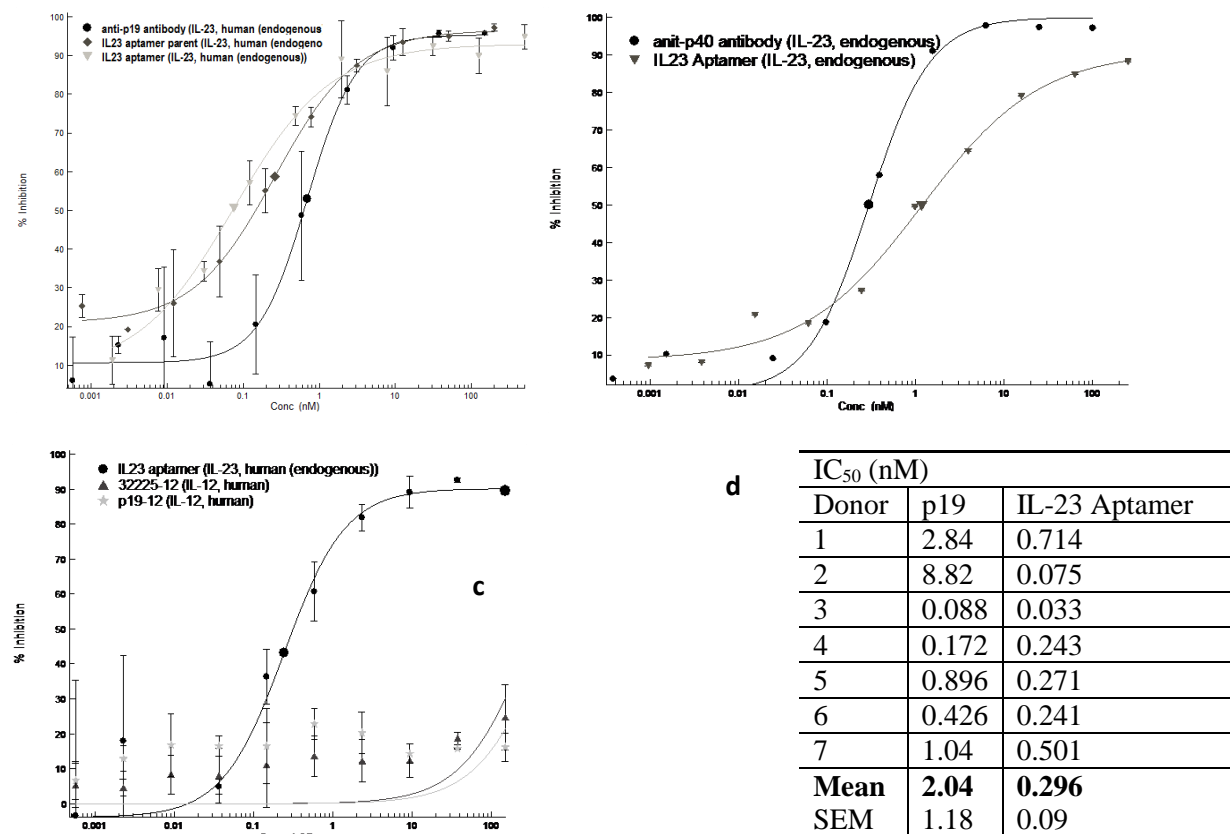 anti-p19 antibody (IL-23, human (endogenous
IL23 aptamer parent (IL-23, human (endogeno
IL23 aptamer (IL-23, human (endogenous))
100
90
80
70
60
50
40
30
20
10
% Inhibition
0.001 0.01 0.1 1 10 100
Conc (nM)
anit-p40 antibody (IL-23, endogenous)
IL23 Aptamer (IL-23, endogenous)
100
90
80
70
60
50
40
30
20
10
% Inhibition
0.001 0.01 0.1 1 10 100
Conc (nM)
IL23 aptamer (IL-23, human (endogenous))
32225-12 (IL-12, human)
p19-12 (IL-12, human)
100
90
80
70
60
50
40
30
20
10
0
% Inhibition
c
0.001 0.01 0.1 1 10 100
d
IC50 (nM)
Donor p19 IL-23 Aptamer
1 2.84 0.714
2 8.82 0.075
3 0.088 0.033
4 0.172 0.243
5 0.896 0.271
6 0.426 0.241
7 1.04 0.501
Mean 2.04 0.296
SEM 1.18 0.09